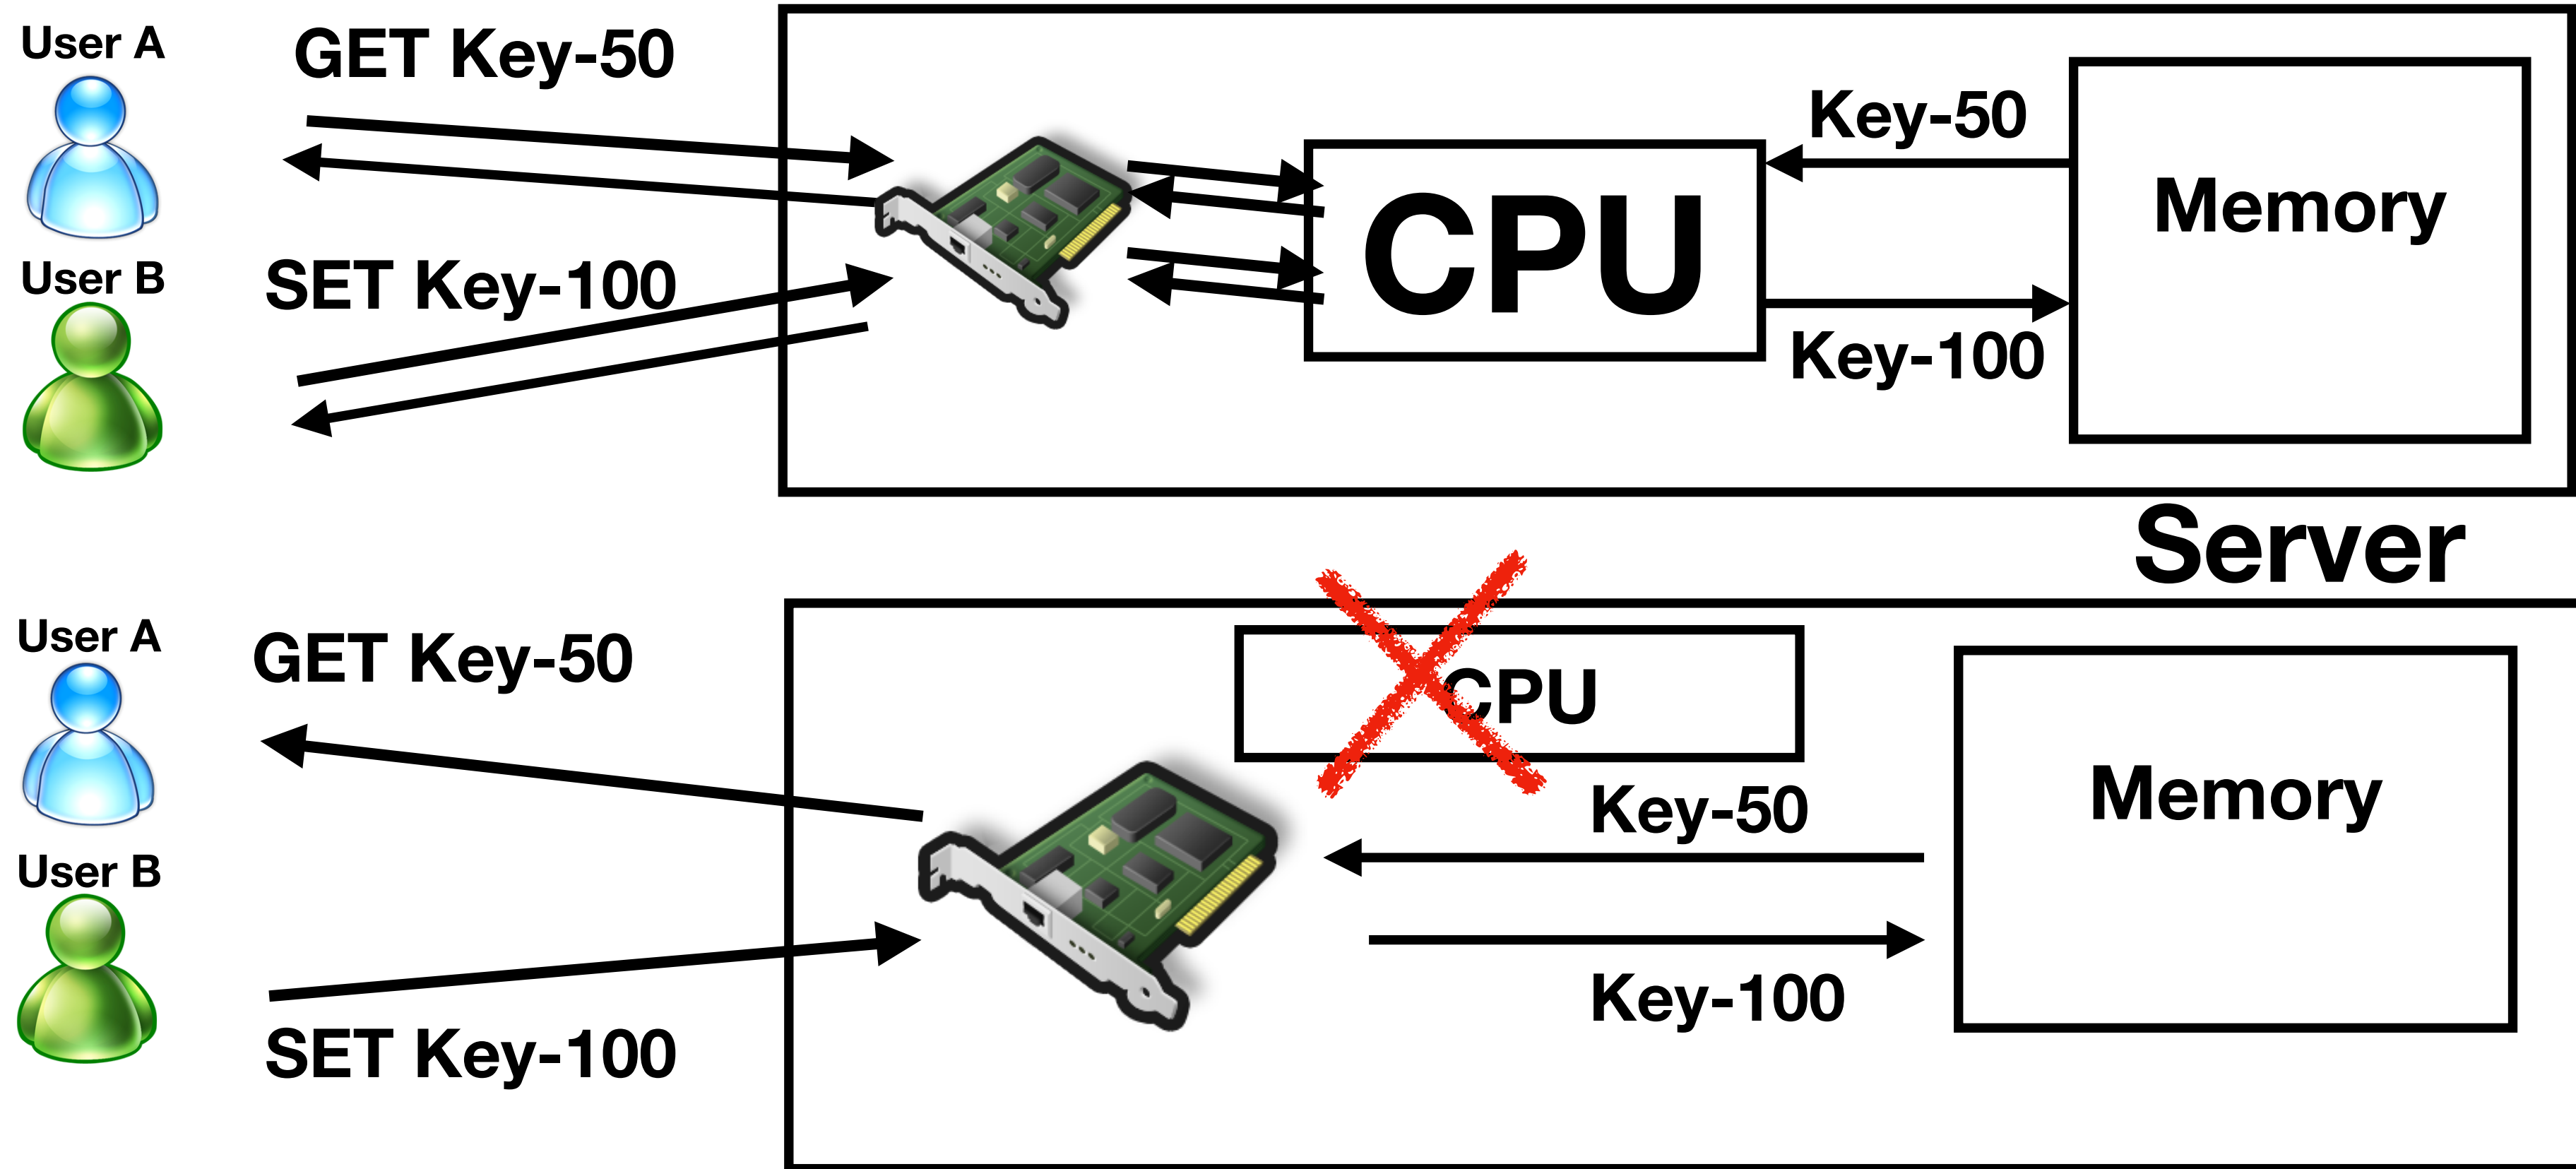 User A
GET Key-50
Key-50
CPU
Memory
User B
SET Key-100
Key-100
Server
User A
GET Key-50
CPU
Key-50
Memory
User B
Key-100
SET Key-100